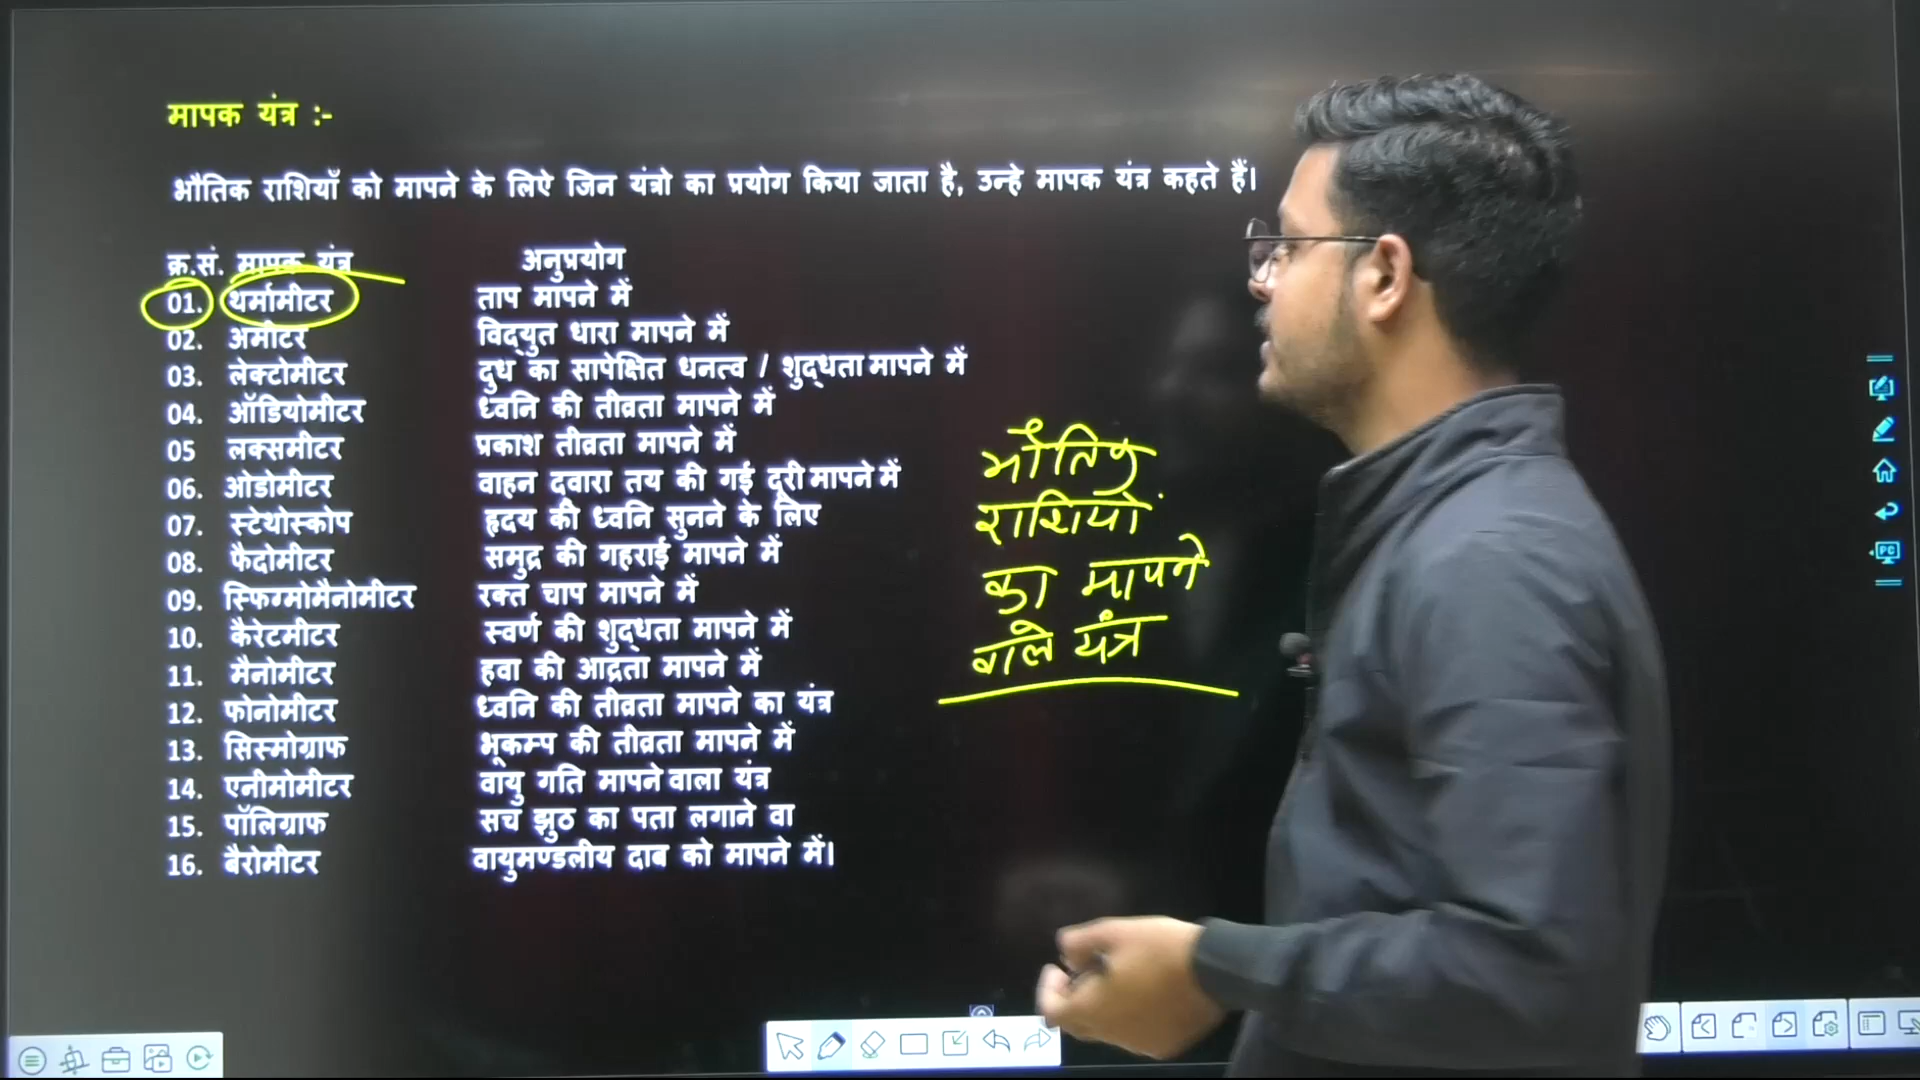 मापक यंत्र :-
भौतिक राशियाँ को मापने के लिऐ जिन यंत्रो का प्रयोग किया जाता है, उन्हे मापक यंत्र कहते हैं।
क्र.सं. मापक यंत्र अनुप्रयोग
01. थर्मामीटर ताप मापने में
02. अमीटर विद्युत धारा मापने में
03. लेक्टोमीटर दुध का सापेक्षित धनत्व / शुद्धता मापने में
04. ऑडियोमीटर ध्वनि की तीव्रता मापने में
05 लक्समीटर प्रकाश तीव्रता मापने में
06. ओडोमीटर वाहन दवारा तय की गई दूरी मापने में
07. स्टेथोस्कोप हृदय की ध्वनि सुनने के लिए
08. फैदोमीटर समुद्र की गहराई मापने में
09. स्फिग्मोमैनोमीटर रक्त चाप मापने में
10. कैरेटमीटर स्वर्ण की शुद्धता मापने में
11. मैनोमीटर हवा की आद्रता मापने में
12. फोनोमीटर ध्वनि की तीव्रता मापने का यंत्र
13. सिस्मोग्राफ भूकम्प की तीव्रता मापने में
14. एनीमोमीटर वायु गति मापने वाला यंत्र
15. पॉलिग्राफ सच झुठ का पता लगाने वा
16. बैरोमीटर वायुमण्डलीय दाब को मापने में।
भौतिक
राशियों
का मापने
वाले यंत्र
PC